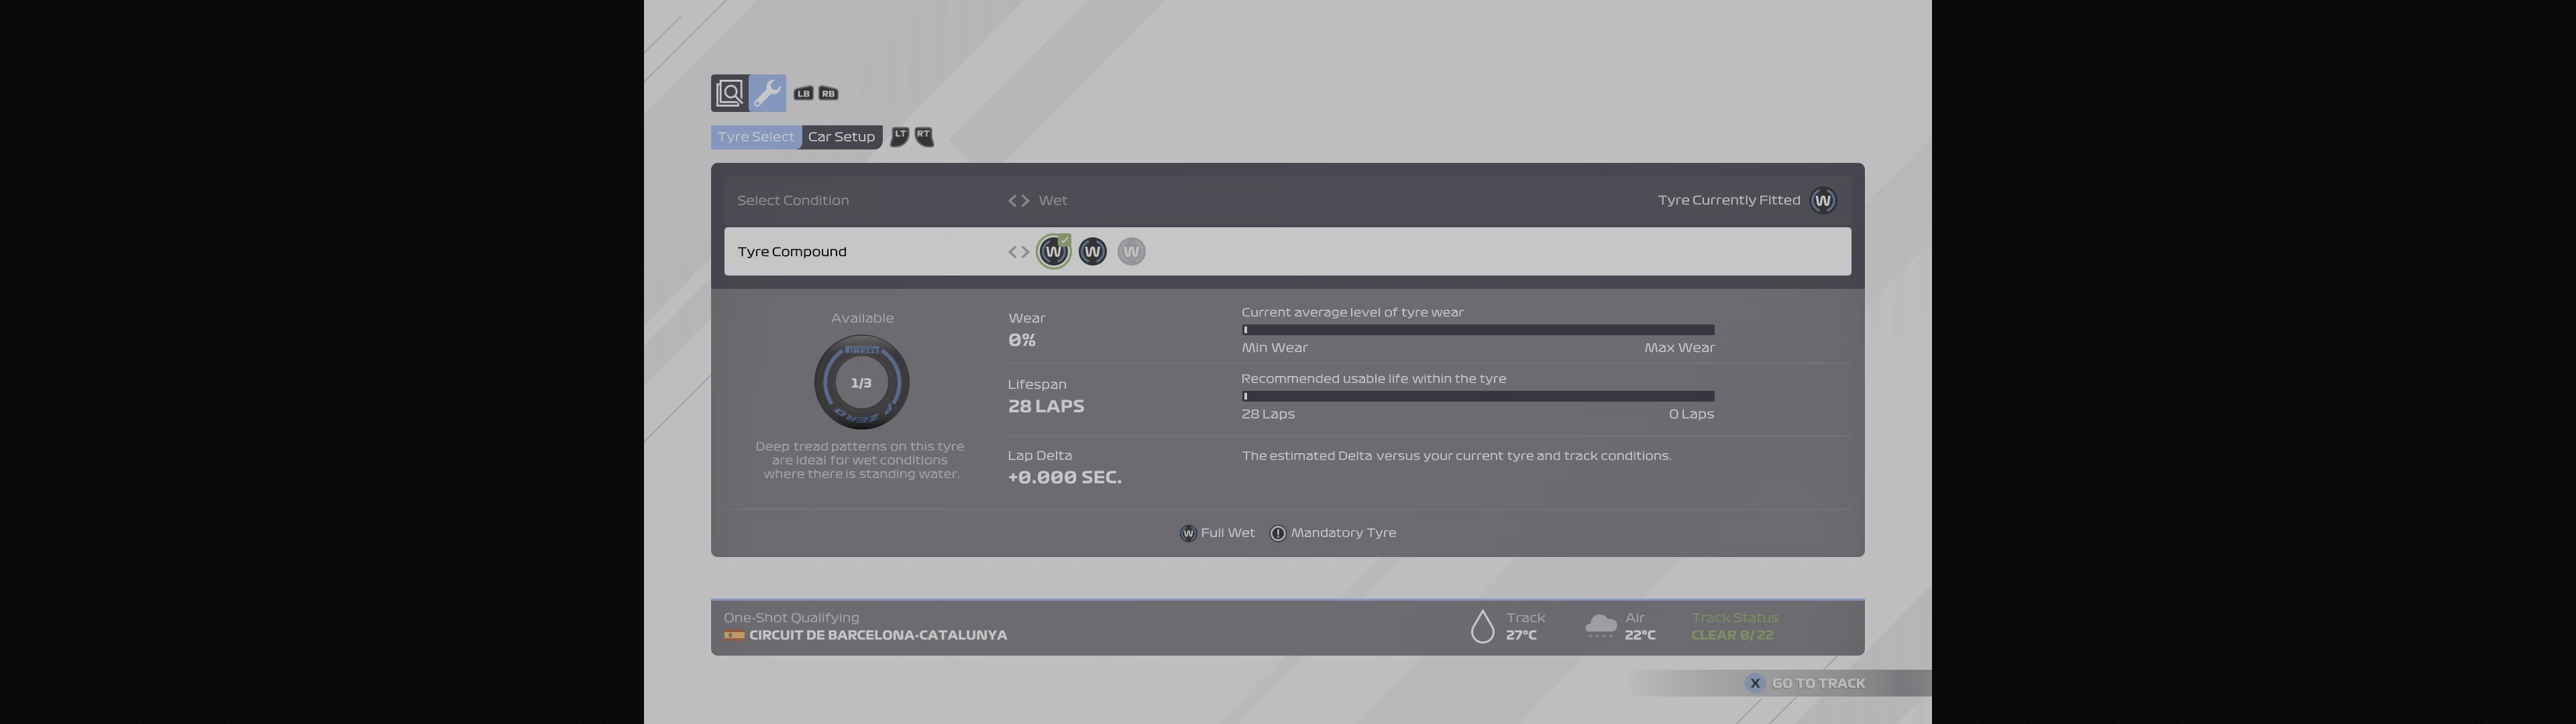 LB RB
Tyre Select Car Setup LT RT
Select Condition Wet Tyre Currently Fitted W
Tyre Compound W W W
Available
PIRELLI
1/3
P ZERO
Deep tread patterns on this tyre
are ideal for wet conditions
where there is standing water.
Wear
0%
Current average level of tyre wear
Min Wear Max Wear
Lifespan
28 LAPS
Recommended usable life within the tyre
28 Laps 0 Laps
Lap Delta
+0.000 SEC.
The estimated Delta versus your current tyre and track conditions.
W Full Wet ! Mandatory Tyre
One-Shot Qualifying
CIRCUIT DE BARCELONA-CATALUNYA
Track
27°C
Air
22°C
Track Status
CLEAR 0/ 22
X GO TO TRACK